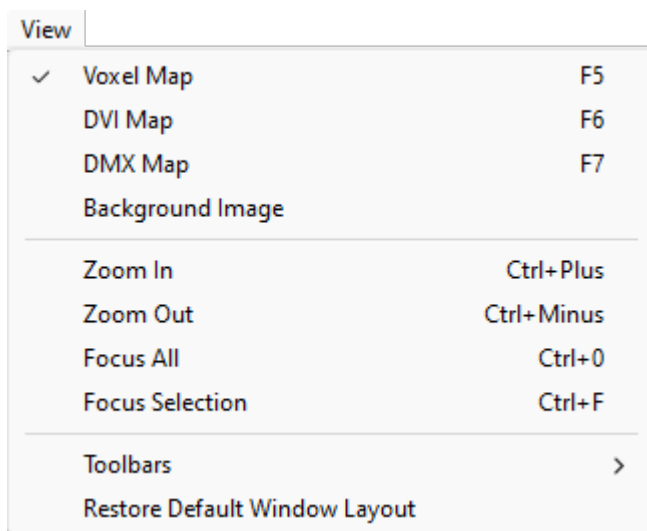 View
Voxel Map F5
DVI Map F6
DMX Map F7
Background Image
Zoom In Ctrl+Plus
Zoom Out Ctrl+Minus
Focus All Ctrl+0
Focus Selection Ctrl+F
Toolbars
Restore Default Window Layout